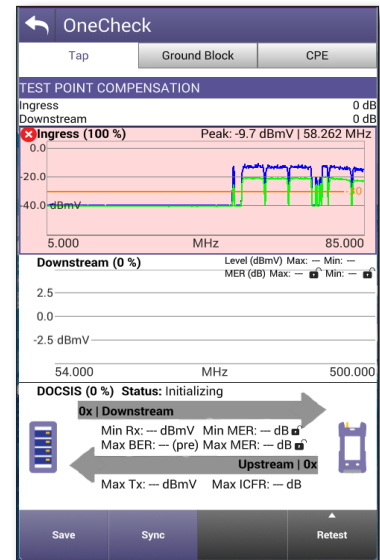 OneCheck
Tap Ground Block CPE
TEST POINT COMPENSATION
Ingress 0 dB
Downstream 0 dB
Ingress (100 %) Peak: -9.7 dBmV | 58.262 MHz
0.0
-20.0
-30
-40.0 dBmV
5.000 MHz 85.000
Downstream (0 %) Level (dBmV) Max: --- Min: ---
MER (dB) Max: --- Min: ---
2.5
0.0
-2.5 dBmV
54.000 MHz 500.000
DOCSIS (0 %) Status: Initializing
0x | Downstream
Min Rx: --- dBmV Min MER: --- dB
Max BER: --- (pre) Max MER: --- dB
Upstream | 0x
Max Tx: --- dBmV Max ICFR: --- dB
Save Sync Retest